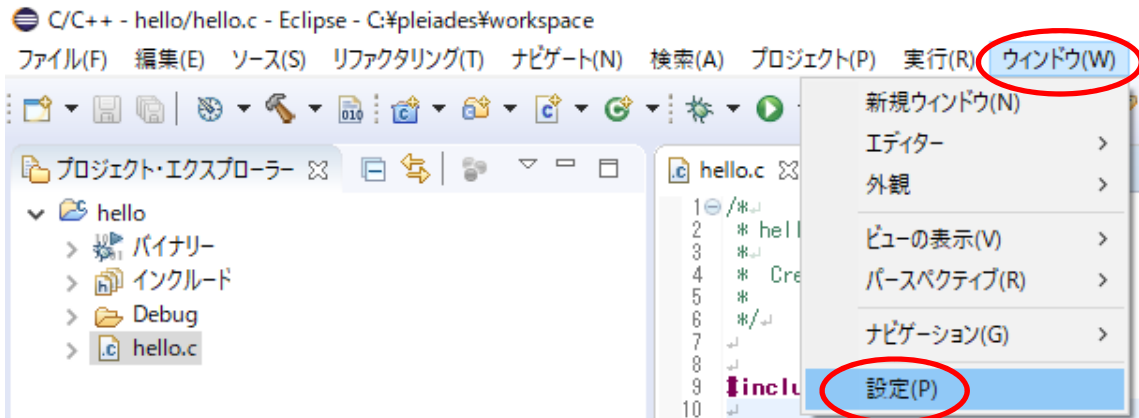 C/C++ - hello/hello.c - Eclipse - C:¥pleiades¥workspace
ファイル(F) 編集(E) ソース(S) リファクタリング(T) ナビゲート(N) 検索(A) プロジェクト(P) 実行(R) ウィンドウ(W)
プロジェクト・エクスプローラー
hello
バイナリー
インクルード
Debug
hello.c
hello.c
1 /*
2 * hell
3 *
4 * Cre
5 *
6 */
7
8
9 #inclu
10
新規ウィンドウ(N)
エディター
外観
ビューの表示(V)
パースペクティブ(R)
ナビゲーション(G)
設定(P)